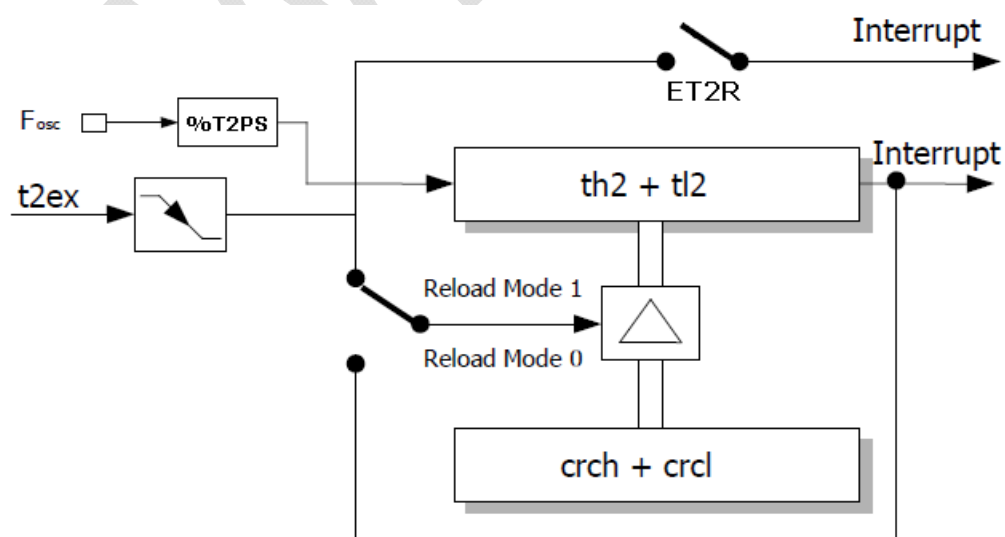 Interrupt
ET2R
Fosc
%T2PS
Interrupt
th2 + tl2
t2ex
Reload Mode 1
Reload Mode 0
crch + crcl